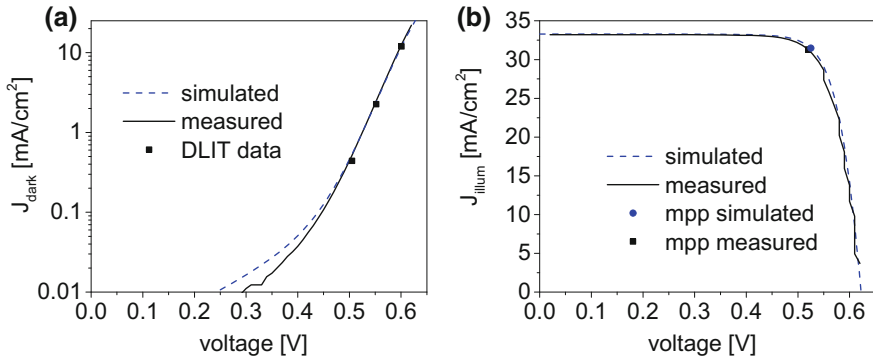 (a)
10
1
0.1
0.01
J_dark [mA/cm²]
simulated
measured
DLIT data
0.0 0.1 0.2 0.3 0.4 0.5 0.6
voltage [V]
(b)
35
30
25
20
15
10
5
0
J_illum [mA/cm²]
simulated
measured
mpp simulated
mpp measured
0.0 0.1 0.2 0.3 0.4 0.5 0.6
voltage [V]